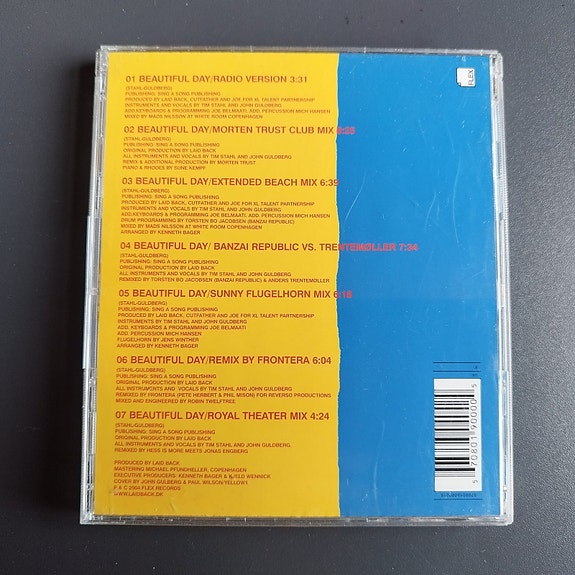 FLEX
01 BEAUTIFUL DAY/RADIO VERSION 3:31
(STAHL-GULDBERG)
PUBLISHING: SING A SONG PUBLISHING
PRODUCED BY LAID BACK, CUTFATHER AND JOE FOR XL TALENT PARTNERSHIP
INSTRUMENTS AND VOCALS BY TIM STAHL AND JOHN GULDBERG
ADD.KEYBOARDS & PROGRAMMING JOE BELMAATI. ADD. PERCUSSION MICH HANSEN
MIXED BY MADS NILSSON AT WHITE ROOM COPENHAGEN
02 BEAUTIFUL DAY/MORTEN TRUST CLUB MIX
(STAHL-GULDBERG)
PUBLISHING: SING A SONG PUBLISHING
ORIGINAL PRODUCTION BY LAID BACK
ALL INSTRUMENTS AND VOCALS BY TIM STAHL AND JOHN GULDBERG
REMIX & ADDITIONAL PRODUCTION BY MORTEN TRUST
PIANO & RHODES BY SUNE KEMPF
03 BEAUTIFUL DAY/EXTENDED BEACH MIX 6:39
(STAHL-GULDBERG)
PUBLISHING: SING A SONG PUBLISHING
PRODUCED BY LAID BACK, CUTFATHER AND JOE FOR XL TALENT PARTNERSHIP
INSTRUMENTS AND VOCALS BY TIM STAHL AND JOHN GULDBERG
ADD.KEYBOARDS & PROGRAMMING JOE BELMAATI. ADD. PERCUSSION MICH HANSEN
DRUM PROGRAMMING BY TORSTEN BO JACOBSEN (BANZAI REPUBLIC)
MIXED BY MADS NILSSON AT WHITE ROOM COPENHAGEN
ARRANGED BY KENNETH BAGER
04 BEAUTIFUL DAY/ BANZAI REPUBLIC VS. TRENTEMØLLER 7:34
(STAHL-GULDBERG)
PUBLISHING: SING A SONG PUBLISHING
ORIGINAL PRODUCTION BY LAID BACK
ALL INSTRUMENTS AND VOCALS BY TIM STAHL AND JOHN GULDBERG
REMIXED BY TORSTEN BO JACOBSEN (BANZAI REPUBLIC) & ANDERS TRENTEMØLLER
05 BEAUTIFUL DAY/SUNNY FLUGELHORN MIX 6:18
(STAHL-GULDBERG)
PUBLISHING: SING A SONG PUBLISHING
PRODUCED BY LAID BACK, CUTFATHER AND JOE FOR XL TALENT PARTNERSHIP
INSTRUMENTS BY TIM STAHL AND JOHN GULDBERG
ADD. KEYBOARDS & PROGRAMMING JOE BELMAATI
ADD. PERCUSSION MICH HANSEN
FLUGELHORN BY JENS WINTHER
ARRANGED BY KENNETH BAGER
06 BEAUTIFUL DAY/REMIX BY FRONTERA 6:04
(STAHL-GULDBERG)
PUBLISHING: SING A SONG PUBLISHING
ORIGINAL PRODUCTION BY LAID BACK
ALL INSTRUMENTS AND VOCALS BY TIM STAHL AND JOHN GULDBERG
REMIXED BY FRONTERA (PETE HERBERT & PHIL MISON) FOR REVERSO PRODUCTIONS
MIXED AND ENGINEERED BY ROBIN TWELFTREE
07 BEAUTIFUL DAY/ROYAL THEATER MIX 4:24
(STAHL-GULDBERG)
PUBLISHING: SING A SONG PUBLISHING
ORIGINAL PRODUCTION BY LAID BACK
ALL INSTRUMENTS AND VOCALS BY TIM STAHL AND JOHN GULDBERG.
REMIXED BY HESS IS MORE MEETS JONAS ENGBERG
PRODUCED BY LAID BACK
MASTERING MICHAEL PFUNDHELLER, COPENHAGEN
EXECUTIVE PRODUCERS: KENNETH BAGER & KJELD WENNICK
COVER BY JOHN GULDBERG & PAUL WILSON/YELLOW1
P & C 2004 FLEX RECORDS
WWW.LAIDBACK.DK